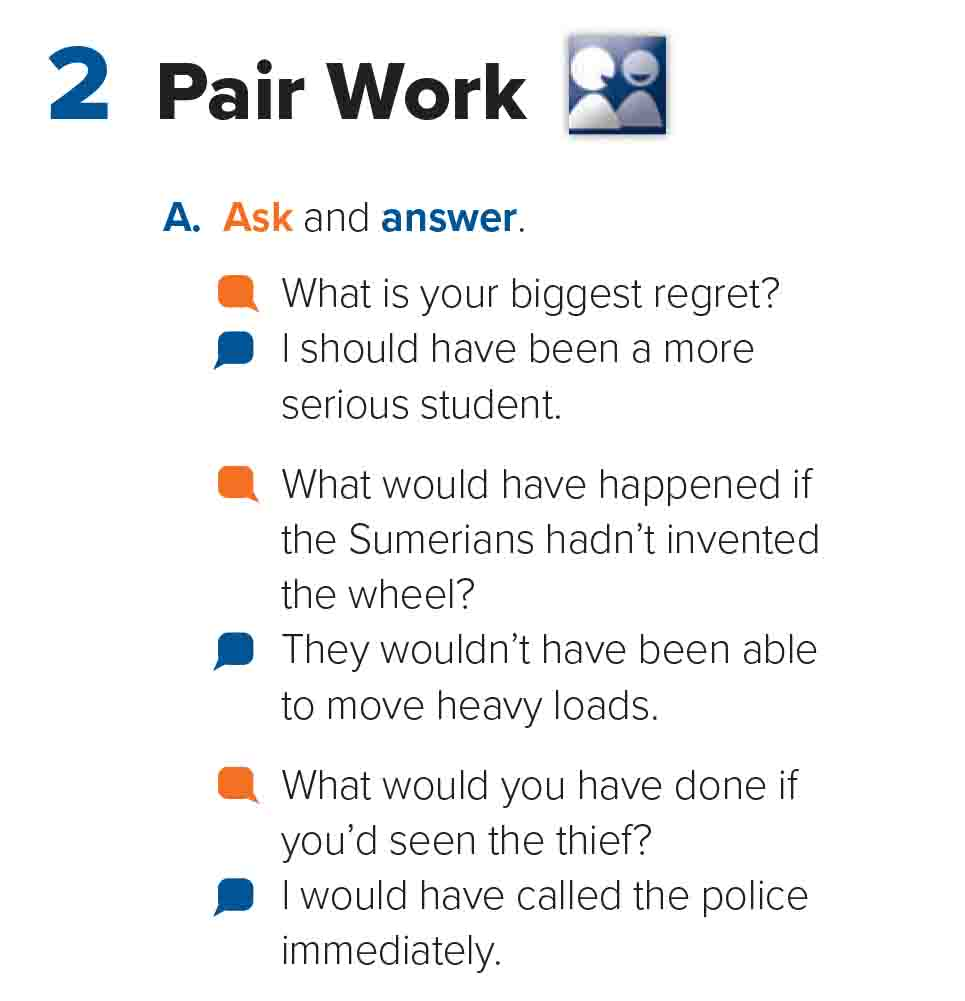 2 Pair Work
A. Ask and answer.
What is your biggest regret?
I should have been a more
serious student.
What would have happened if
the Sumerians hadn’t invented
the wheel?
They wouldn’t have been able
to move heavy loads.
What would you have done if
you’d seen the thief?
I would have called the police
immediately.